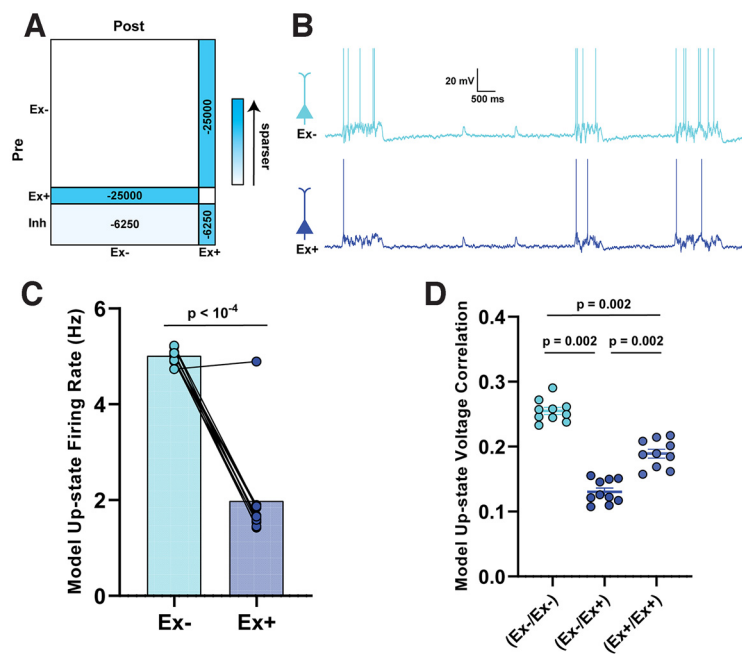 A
Post
Pre
Ex-
Ex+
Inh
-25000
-25000
-6250
-6250
Ex-
Ex+
sparser
B
20 mV
500 ms
Ex-
Ex+
C
Model Up-state Firing Rate (Hz)
p < 10⁻⁴
6
4
2
0
Ex-
Ex+
D
Model Up-state Voltage Correlation
p = 0.002
p = 0.002
p = 0.002
0.4
0.3
0.2
0.1
0.0
(Ex-/Ex-)
(Ex-/Ex+)
(Ex+/Ex+)